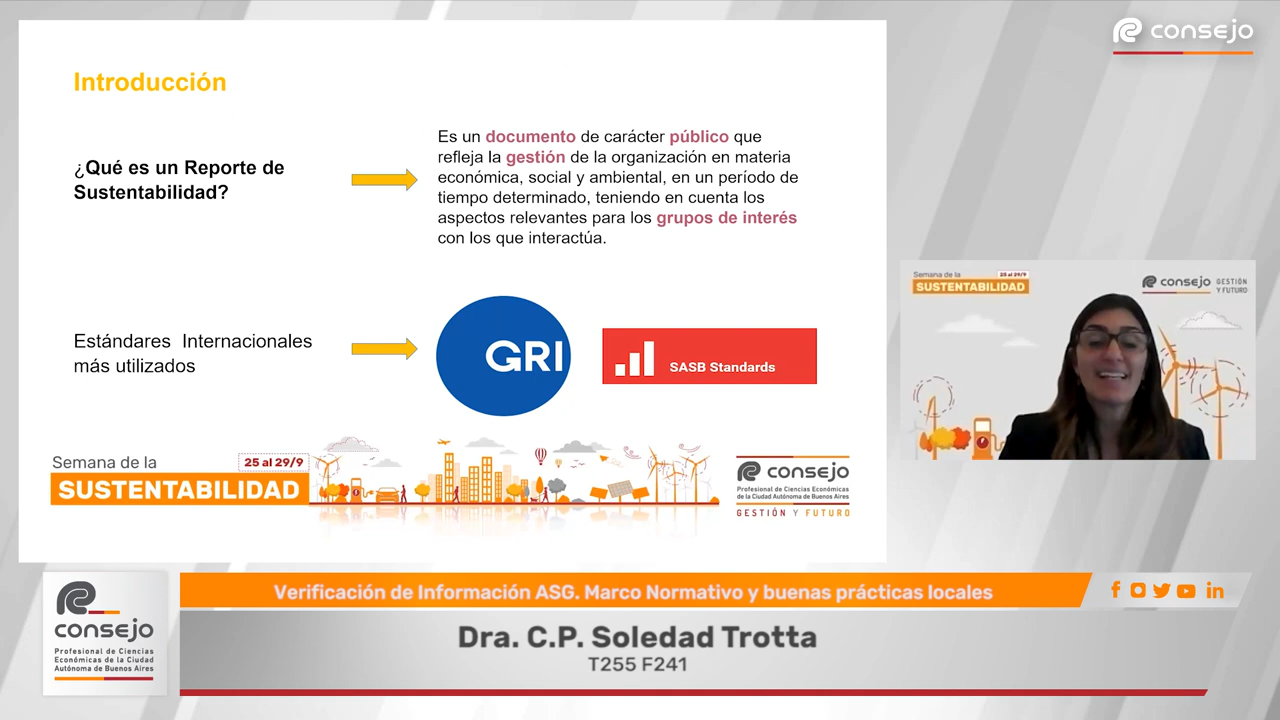 consejo
Introducción
¿Qué es un Reporte de
Sustentabilidad?
Es un documento de carácter público que
refleja la gestión de la organización en materia
económica, social y ambiental, en un período de
tiempo determinado, teniendo en cuenta los
aspectos relevantes para los grupos de interés
con los que interactúa.
Estándares Internacionales
más utilizados
GRI
SASB Standards
Semana de la
25 al 29/9
SUSTENTABILIDAD
consejo
Profesional de Ciencias Económicas
de la Ciudad Autónoma de Buenos Aires
GESTIÓN Y FUTURO
Semana de la
25 al 29/9
SUSTENTABILIDAD
consejo
GESTIÓN
Y FUTURO
consejo
Profesional de Ciencias
Económicas de la Ciudad
Autónoma de Buenos Aires
Verificación de Información ASG. Marco Normativo y buenas prácticas locales
Dra. C.P. Soledad Trotta
T255 F241